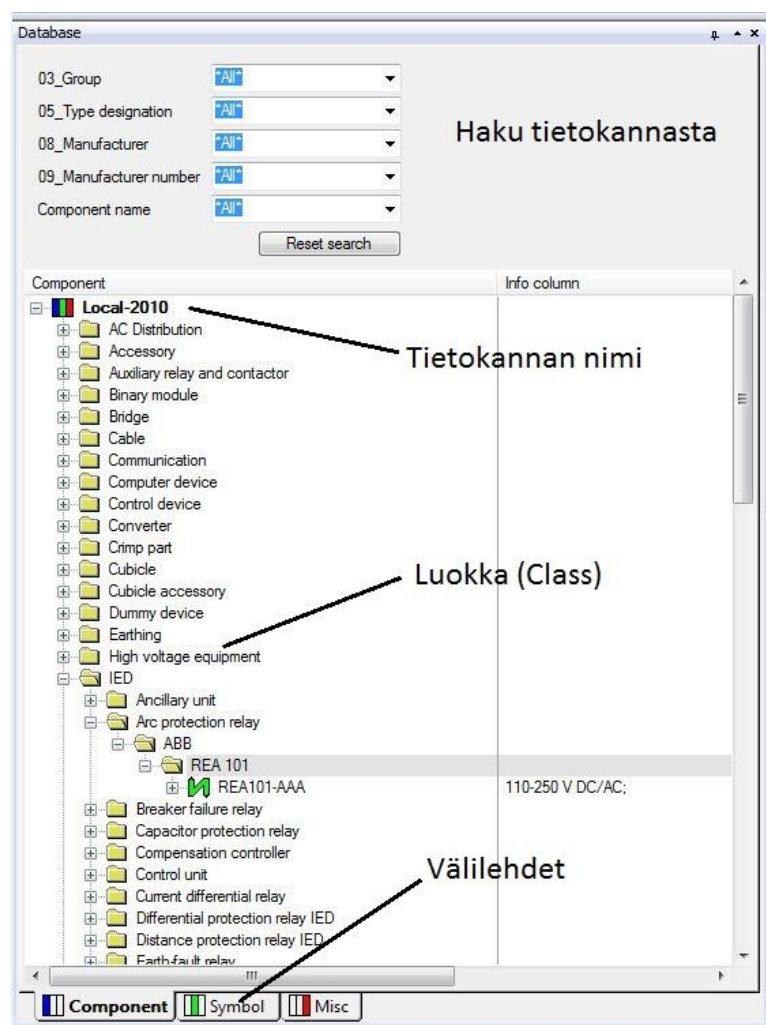 Database
03_Group *All*
05_Type designation *All*
Haku tietokannasta
08_Manufacturer *All*
09_Manufacturer number *All*
Component name *All*
Reset search
Component Info column
Local-2010
AC Distribution
Accessory
Tietokannan nimi
Auxiliary relay and contactor
Binary module
Bridge
Cable
Communication
Computer device
Control device
Converter
Crimp part
Cubicle
Luokka (Class)
Cubicle accessory
Dummy device
Earthing
High voltage equipment
IED
Ancillary unit
Arc protection relay
ABB
REA 101
REA101-AAA 110-250 V DC/AC;
Breaker failure relay
Capacitor protection relay
Compensation controller
Välilehdet
Control unit
Current differential relay
Differential protection relay IED
Distance protection relay IED
Earth-fault relay
Component Symbol Misc